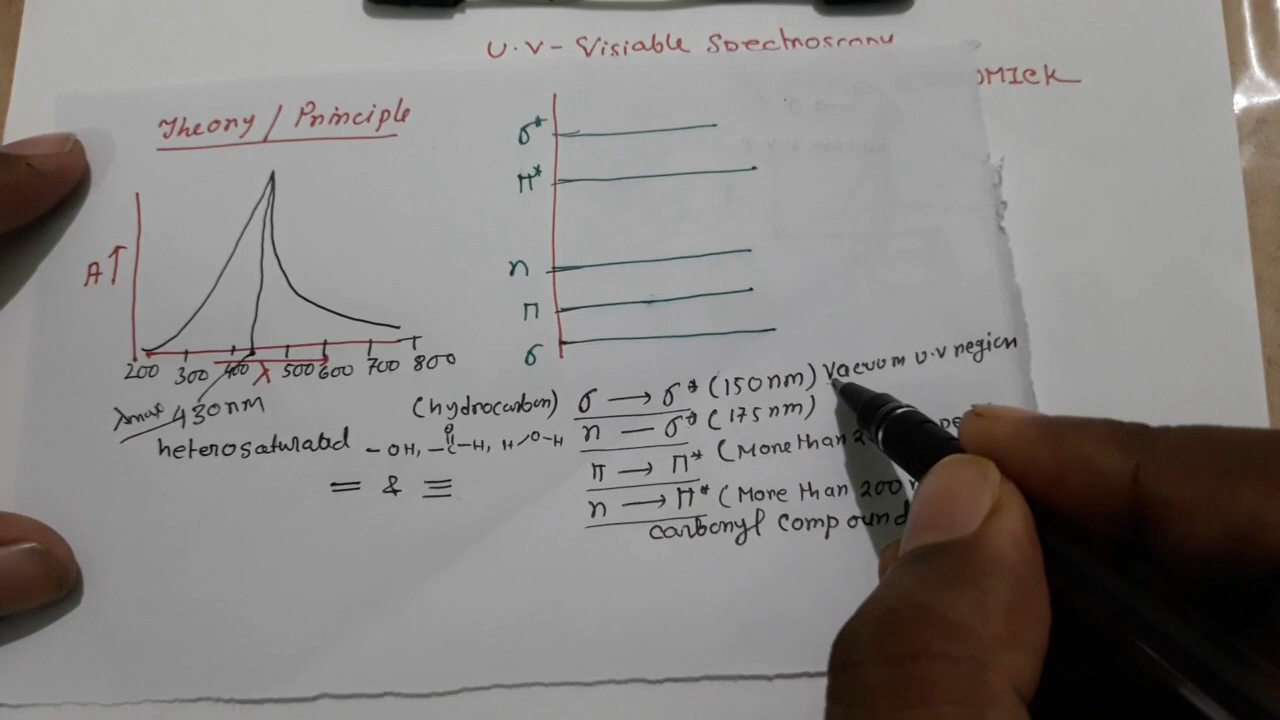 U.V - Visiable Spectroscopy
OMIEK
Theory / Principle
σ*
π*
n
π
σ
A↑
200 300 400 λ 500 600 700 800
λmax 430nm
(hydrocarbon) σ → σ* (150nm) Vacuum U.V region
heterosaturated - OH, -C-H, H-O-H n - σ* (175nm)
O
π → π* (More than
= & ≡
n → π* (More than 200
carbonyl compound